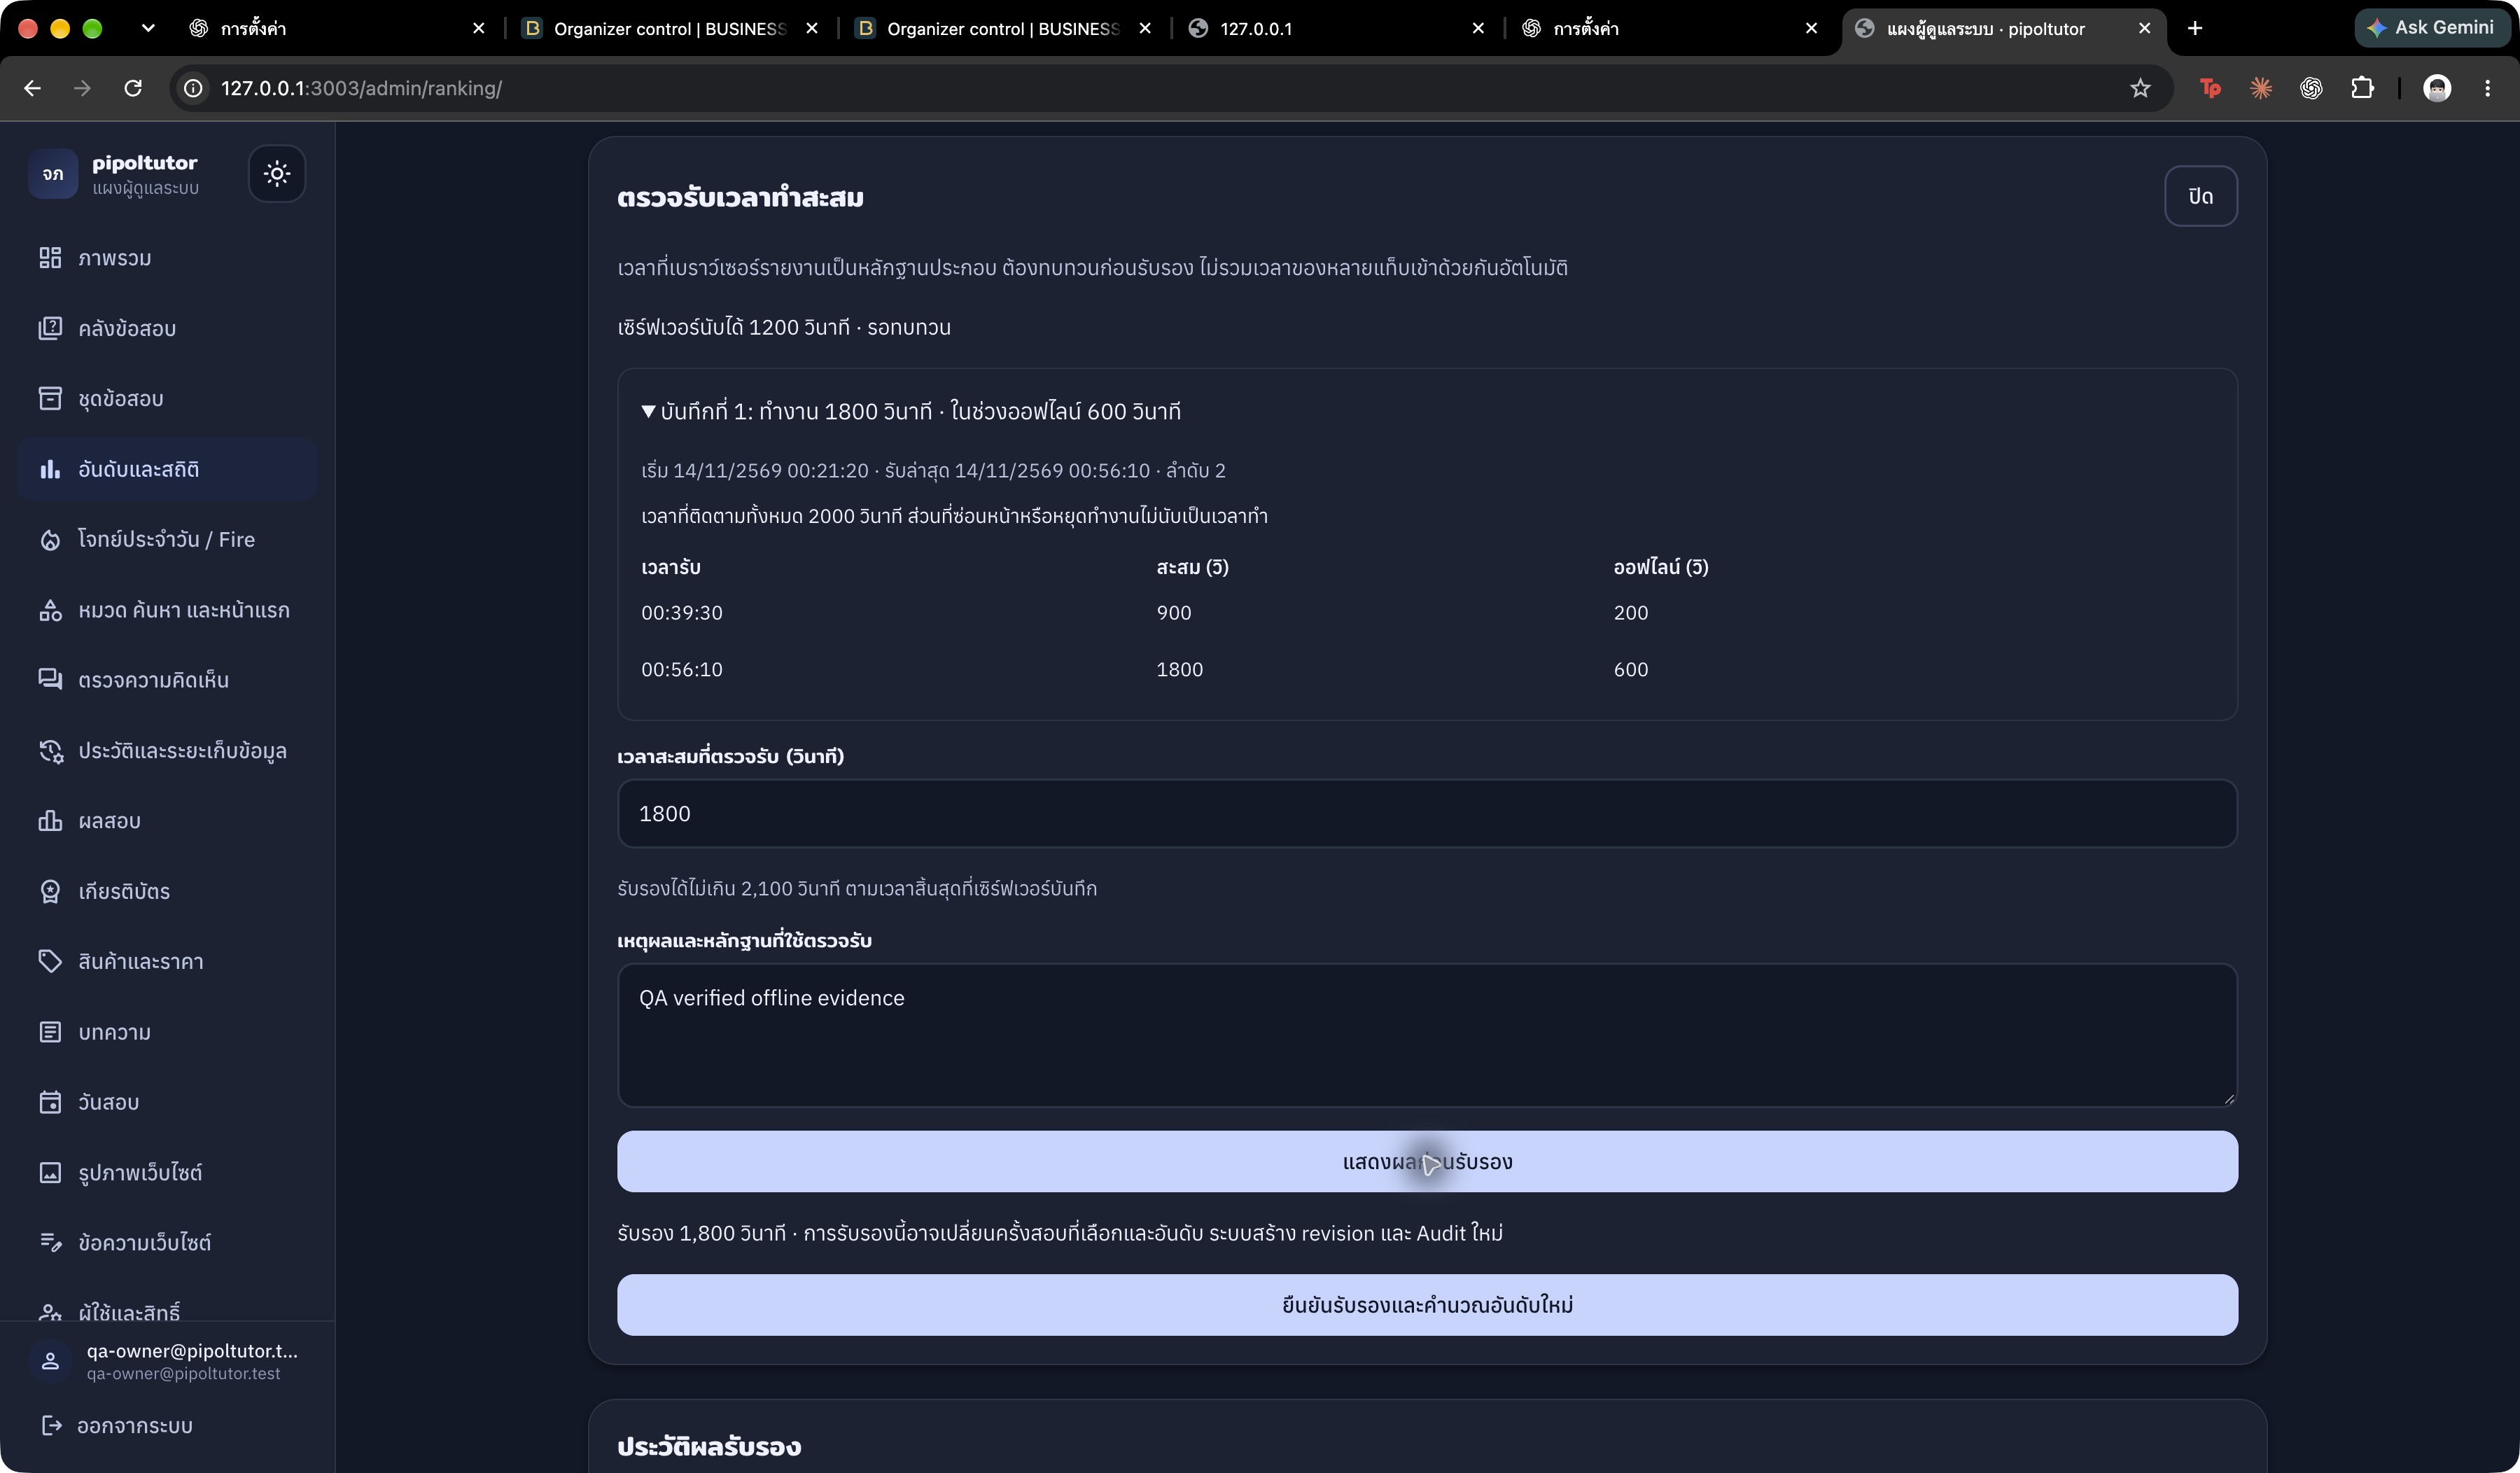 การตั้งค่า
Organizer control | BUSINESS
Organizer control | BUSINESS
127.0.0.1
การตั้งค่า
แผงผู้ดูแลระบบ · pipoltutor
Ask Gemini
127.0.0.1:3003/admin/ranking/
จภ
pipoltutor
แผงผู้ดูแลระบบ
ภาพรวม
คลังข้อสอบ
ชุดข้อสอบ
อันดับและสถิติ
โจทย์ประจำวัน / Fire
หมวด ค้นหา และหน้าแรก
ตรวจความคิดเห็น
ประวัติและระยะเก็บข้อมูล
ผลสอบ
เกียรติบัตร
สินค้าและราคา
บทความ
วันสอบ
รูปภาพเว็บไซต์
ข้อความเว็บไซต์
ผู้ใช้และสิทธิ์
qa-owner@pipoltutor.t...
qa-owner@pipoltutor.test
ออกจากระบบ
ตรวจรับเวลาทำสะสม
ปิด
เวลาที่เบราว์เซอร์รายงานเป็นหลักฐานประกอบ ต้องทบทวนก่อนรับรอง ไม่รวมเวลาของหลายแท็บเข้าด้วยกันอัตโนมัติ
เซิร์ฟเวอร์นับได้ 1200 วินาที · รอทบทวน
▼ บันทึกที่ 1: ทำงาน 1800 วินาที · ในช่วงออฟไลน์ 600 วินาที
เริ่ม 14/11/2569 00:21:20 · รับล่าสุด 14/11/2569 00:56:10 · ลำดับ 2
เวลาที่ติดตามทั้งหมด 2000 วินาที ส่วนที่ซ่อนหน้าหรือหยุดทำงานไม่นับเป็นเวลาทำ
เวลารับ สะสม (วิ) ออฟไลน์ (วิ)
00:39:30 900 200
00:56:10 1800 600
เวลาสะสมที่ตรวจรับ (วินาที)
1800
รับรองได้ไม่เกิน 2,100 วินาที ตามเวลาสิ้นสุดที่เซิร์ฟเวอร์บันทึก
เหตุผลและหลักฐานที่ใช้ตรวจรับ
QA verified offline evidence
แสดงผลก่อนรับรอง
รับรอง 1,800 วินาที · การรับรองนี้อาจเปลี่ยนครั้งสอบที่เลือกและอันดับ ระบบสร้าง revision และ Audit ใหม่
ยืนยันรับรองและคำนวณอันดับใหม่
ประวัติผลรับรอง